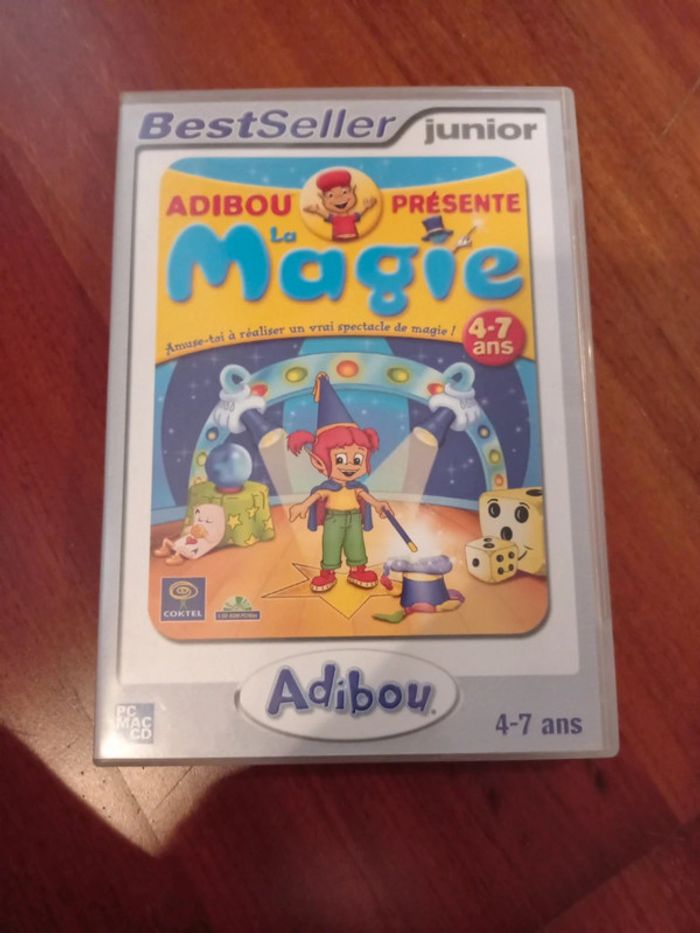 BestSeller junior
ADIBOU PRÉSENTE
La
Magie
Amuse-toi à réaliser un vrai spectacle de magie !
4-7
ans
COKTEL
Adibou
PC
MAC
CD
4-7 ans